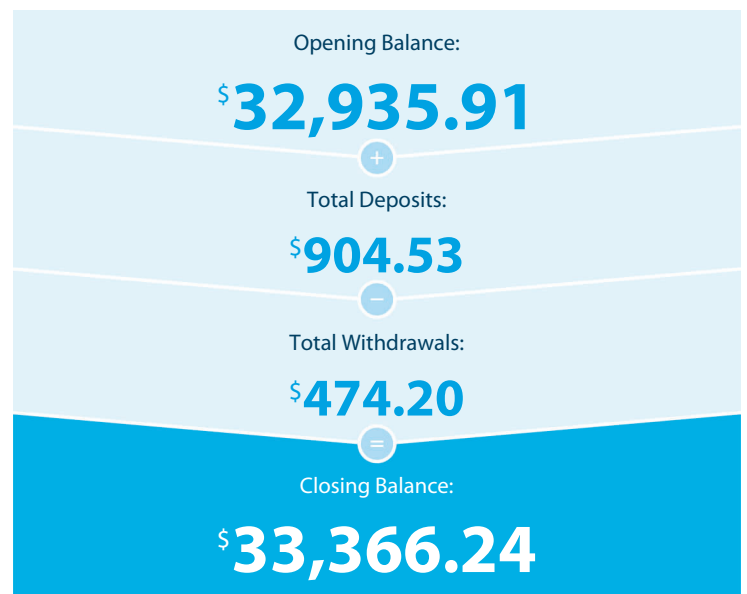 Opening Balance:
$32,935.91
+
Total Deposits:
$904.53
−
Total Withdrawals:
$474.20
=
Closing Balance:
$33,366.24